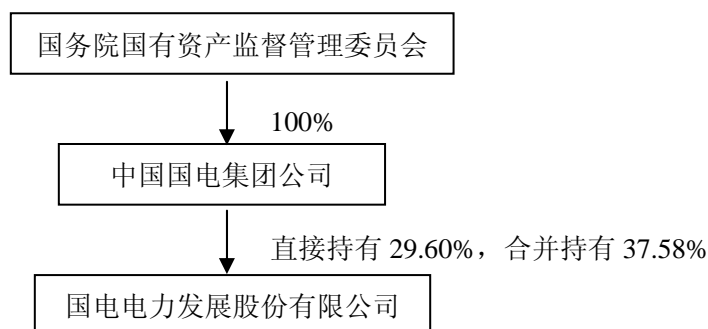 国务院国有资产监督管理委员会
100%
中国国电集团公司
直接持有 29.60%，合并持有 37.58%
国电电力发展股份有限公司